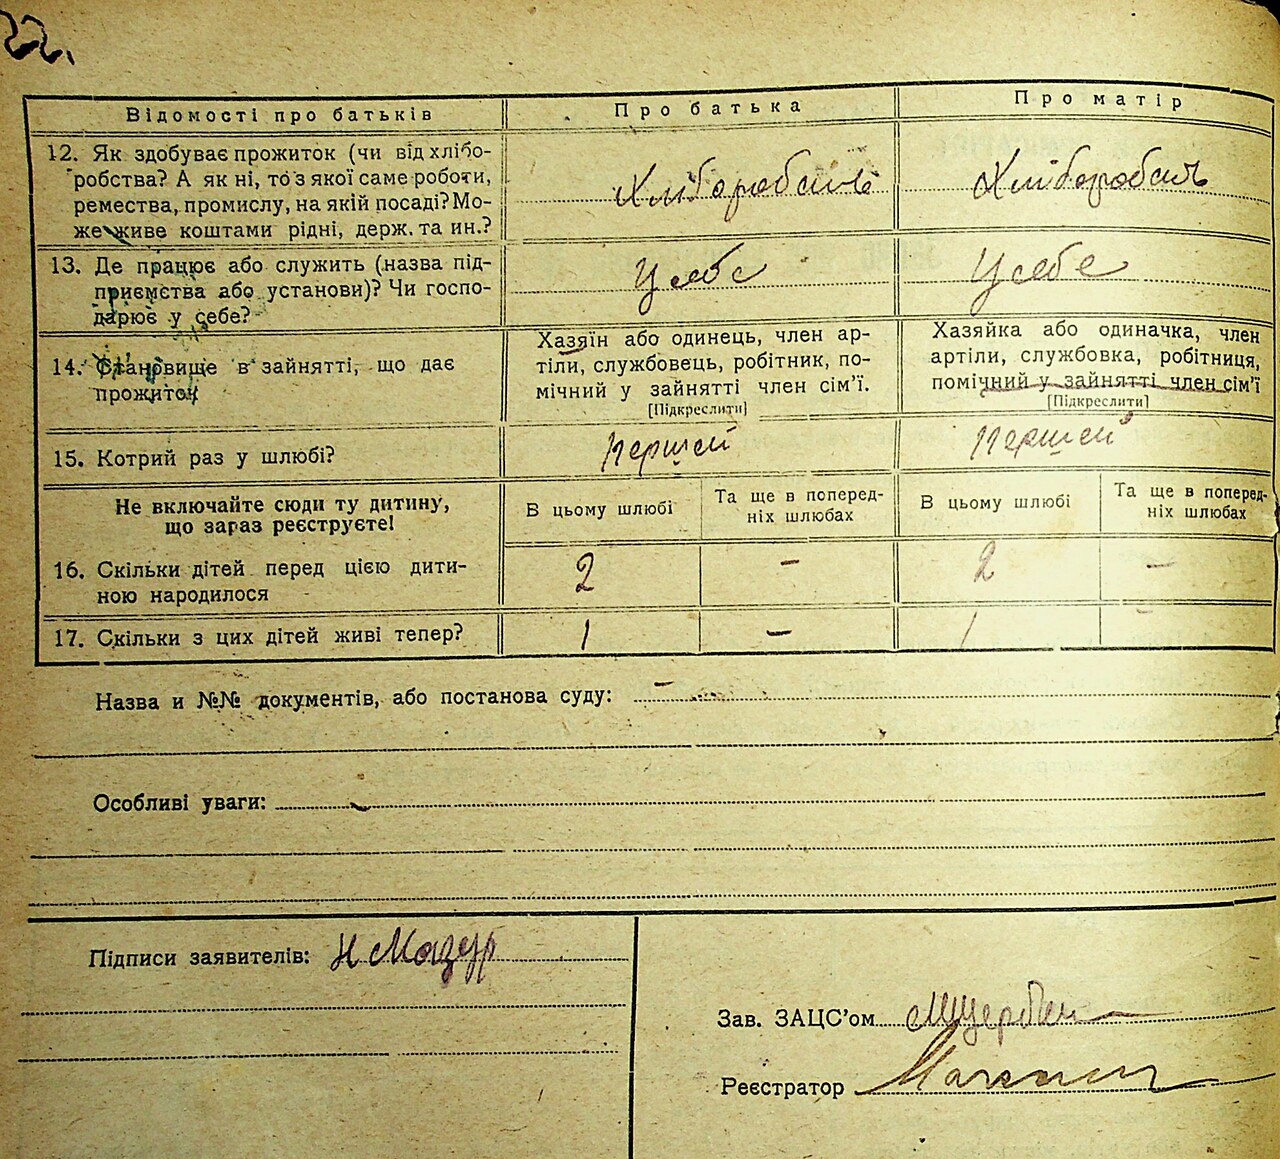 22.
Відомості про батьків Про батька Про матір
12. Як здобуває прожиток (чи від хлібо-
робства? А як ні, то з якої саме роботи,
ремества, промислу, на якій посаді? Мо-
же живе коштами рідні, держ. та ин.?
Хліборобст Хліборобст
13. Де працює або служить (назва під-
приємства або установи)? Чи госпо-
дарює у себе?
У себе У себе
14. Становище в зайнятті, що дає
прожиток
Хазяїн або одинець, член ар-
тіли, службовець, робітник, по-
мічний у зайнятті член сім'ї.
[Підкреслити]
Хазяйка або одиначка, член
артіли, службовка, робітниця,
помічний у зайнятті член сім'ї
[Підкреслити]
15. Котрий раз у шлюбі? Першей Першей
Не включайте сюди ту дитину,
що зараз реєструєте!
В цьому шлюбі Та ще в поперед-
ніх шлюбах
В цьому шлюбі Та ще в поперед-
ніх шлюбах
16. Скільки дітей перед цією дити-
ною народилося
2 – 2 –
17. Скільки з цих дітей живі тепер? 1 – 1 –
Назва и №№ документів, або постанова суду: –
Особливі уваги:
Підписи заявителів: Н Мазур
Зав. ЗАЦС'ом
Реєстратор